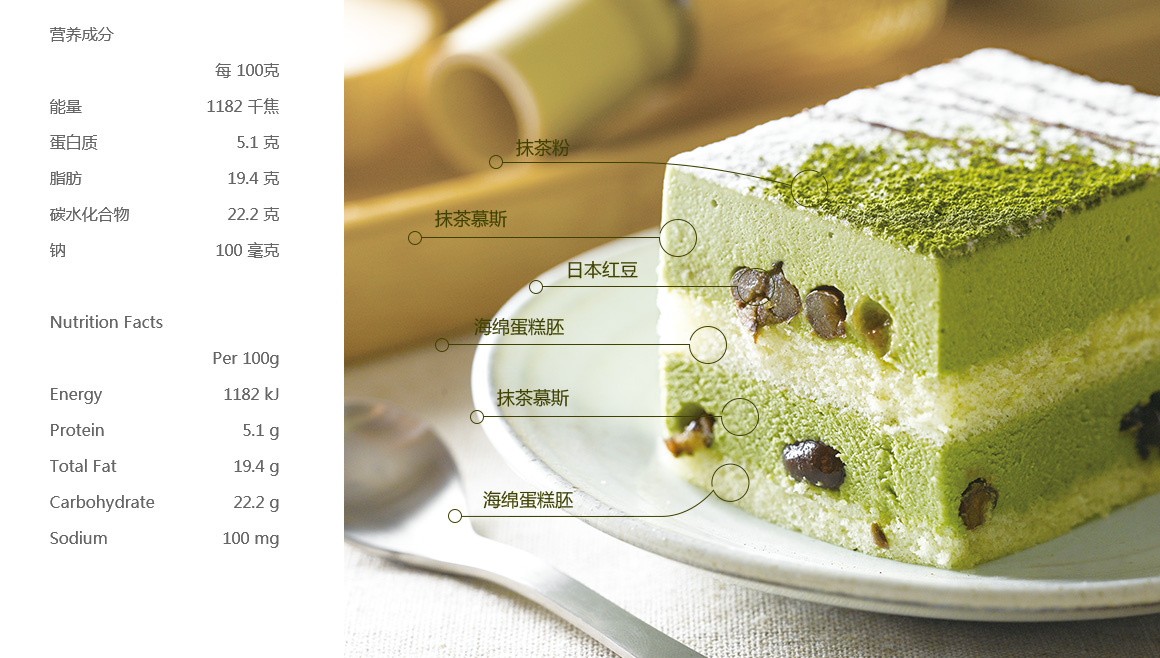 营养成分
每 100克
能量 1182 千焦
蛋白质 5.1 克
脂肪 19.4 克
碳水化合物 22.2 克
钠 100 毫克
Nutrition Facts
Per 100g
Energy 1182 kJ
Protein 5.1 g
Total Fat 19.4 g
Carbohydrate 22.2 g
Sodium 100 mg
抹茶粉
抹茶慕斯
日本红豆
海绵蛋糕胚
抹茶慕斯
海绵蛋糕胚